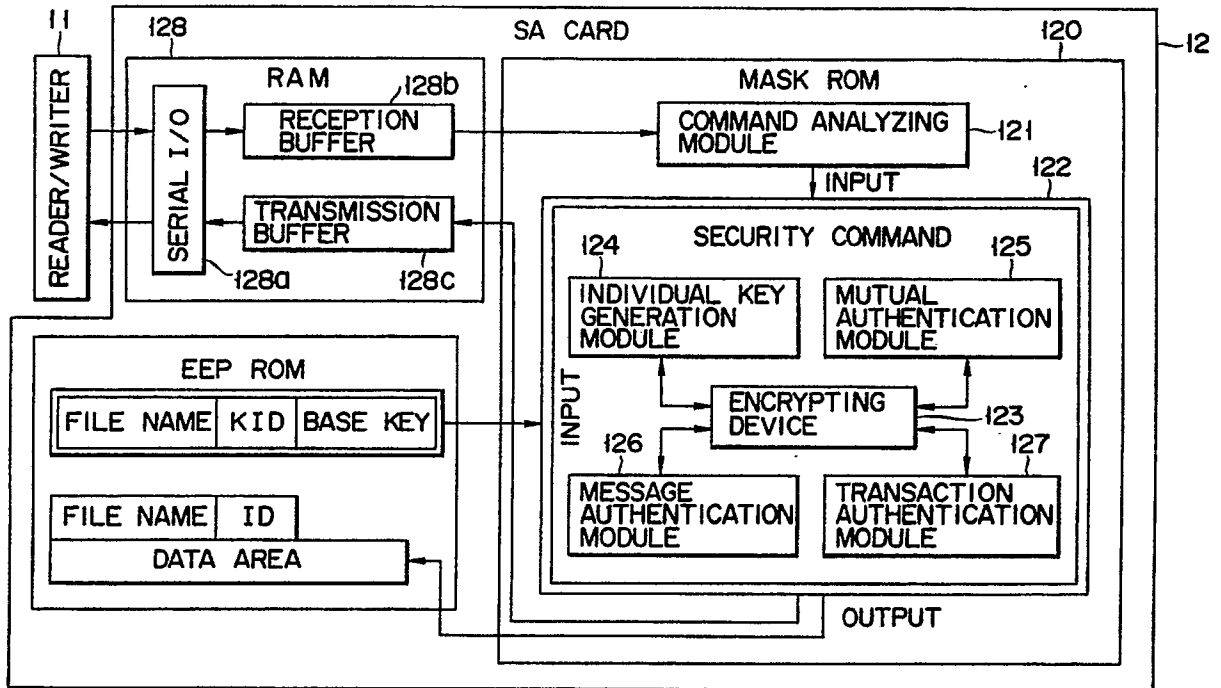 11
128
SA CARD
120
12
READER/WRITER
RAM
MASK ROM
SERIAL I/O
128b
RECEPTION
BUFFER
COMMAND ANALYZING
MODULE
121
TRANSMISSION
BUFFER
INPUT
122
128a
128c
SECURITY COMMAND
124
125
INDIVIDUAL KEY
GENERATION
MODULE
MUTUAL
AUTHENTICATION
MODULE
EEP ROM
FILE NAME
KID
BASE KEY
INPUT
ENCRYPTING
DEVICE
123
126
127
MESSAGE
AUTHENTICATION
MODULE
TRANSACTION
AUTHENTICATION
MODULE
FILE NAME
ID
DATA AREA
OUTPUT